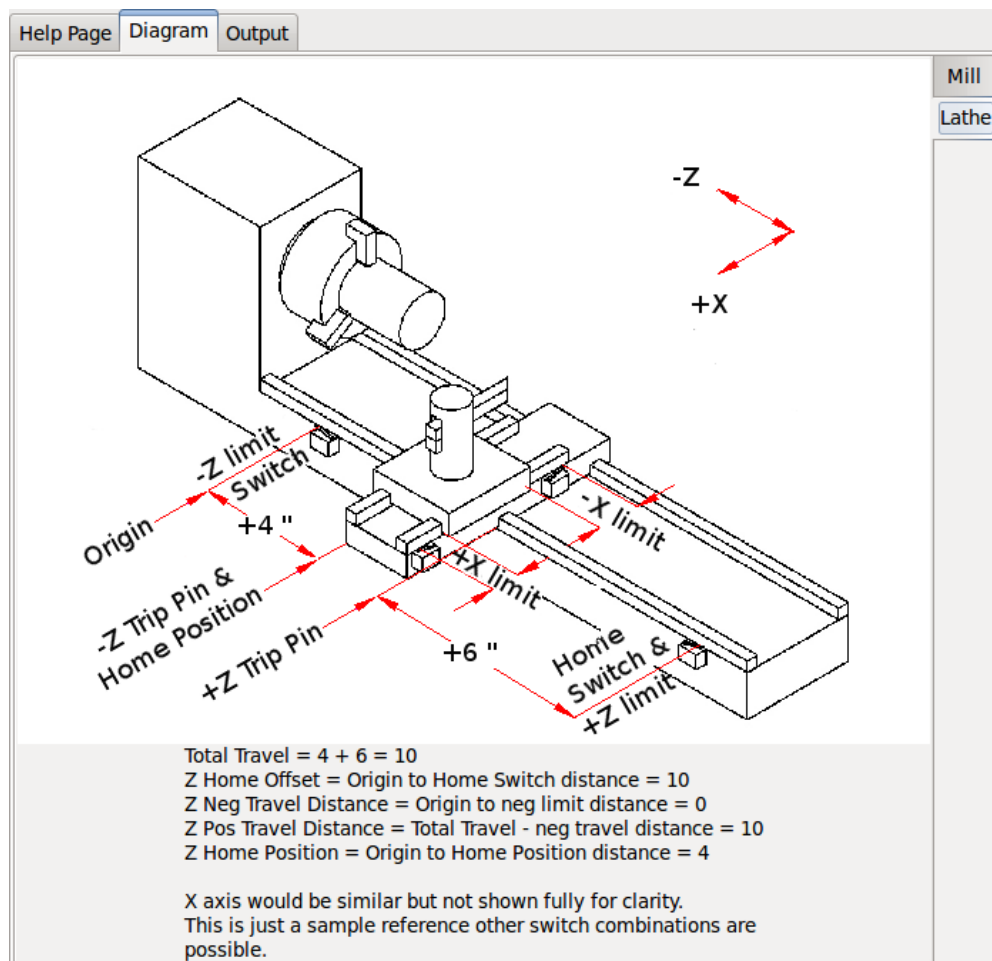 Help Page
Diagram
Output
Mill
Lathe
-Z
+X
-Z limit
Switch
Origin
+4 "
-X limit
+X limit
-Z Trip Pin &
Home Position
+Z Trip Pin
+6 "
Home
Switch &
+Z limit
Total Travel = 4 + 6 = 10
Z Home Offset = Origin to Home Switch distance = 10
Z Neg Travel Distance = Origin to neg limit distance = 0
Z Pos Travel Distance = Total Travel - neg travel distance = 10
Z Home Position = Origin to Home Position distance = 4
X axis would be similar but not shown fully for clarity.
This is just a sample reference other switch combinations are
possible.